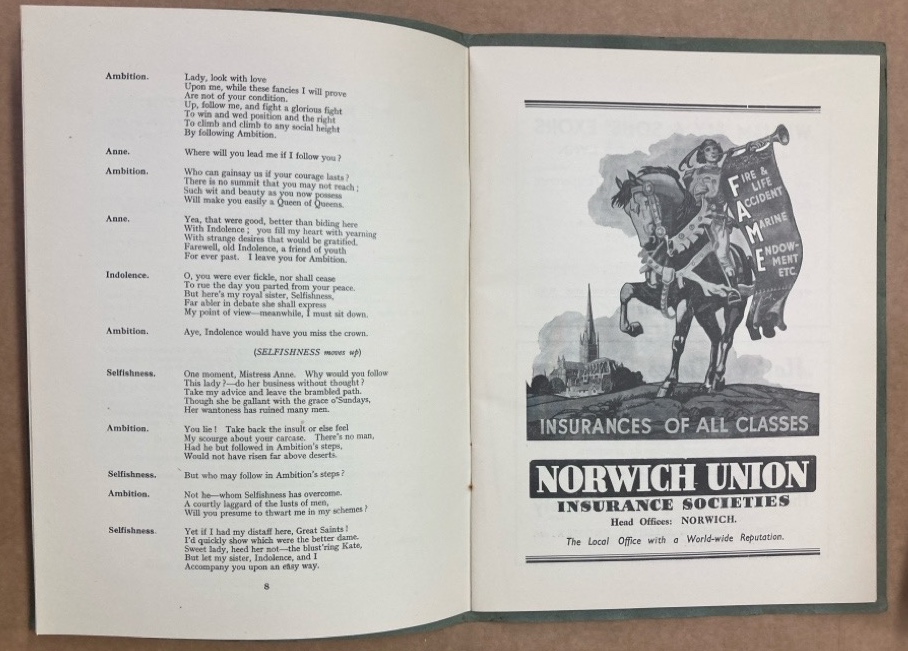 Ambition. Lady, look with love
Upon me, while these fancies I will prove
Are not of your condition.
Up, follow me, and fight a glorious fight
To win and wed position and the right
To climb and climb to any social height
By following Ambition.
Anne. Where will you lead me if I follow you?
Ambition. Who can gainsay us if your courage lasts?
There is no summit that you may not reach;
Such wit and beauty as you now possess
Will make you easily a Queen of Queens.
Anne. Yea, that were good, better than biding here
With Indolence; you fill my heart with yearning
With strange desires that would be gratified.
Farewell, old Indolence, a friend of youth
For ever past. I leave you for Ambition.
Indolence. O, you were ever fickle, nor shall cease
To rue the day you parted from your peace.
But here's my royal sister, Selfishness,
Far abler in debate she shall express
My point of view—meanwhile, I must sit down.
Ambition. Aye, Indolence would have you miss the crown.
(SELFISHNESS moves up)
Selfishness. One moment, Mistress Anne. Why would you follow
This lady?—do her business without thought?
Take my advice and leave the brambled path.
Though she be gallant with the grace o'Sundays,
Her wantoness has ruined many men.
Ambition. You lie! Take back the insult or else feel
My scourge about your carcase. There's no man,
Had he but followed in Ambition's steps,
Would not have risen far above deserts.
Selfishness. But who may follow in Ambition's steps?
Ambition. Not he—whom Selfishness has overcome.
A courtly laggard of the lusts of men,
Will you presume to thwart me in my schemes?
Selfishness. Yet if I had my distaff here, Great Saints!
I'd quickly show which were the better dame.
Sweet lady, heed her not—the blust'ring Kate,
But let my sister, Indolence, and I
Accompany you upon an easy way.
8
FIRE &
LIFE
ACCIDENT
MARINE
ENDOW-
MENT
ETC.
INSURANCES OF ALL CLASSES
NORWICH UNION
INSURANCE SOCIETIES
Head Offices: NORWICH.
The Local Office with a World-wide Reputation.